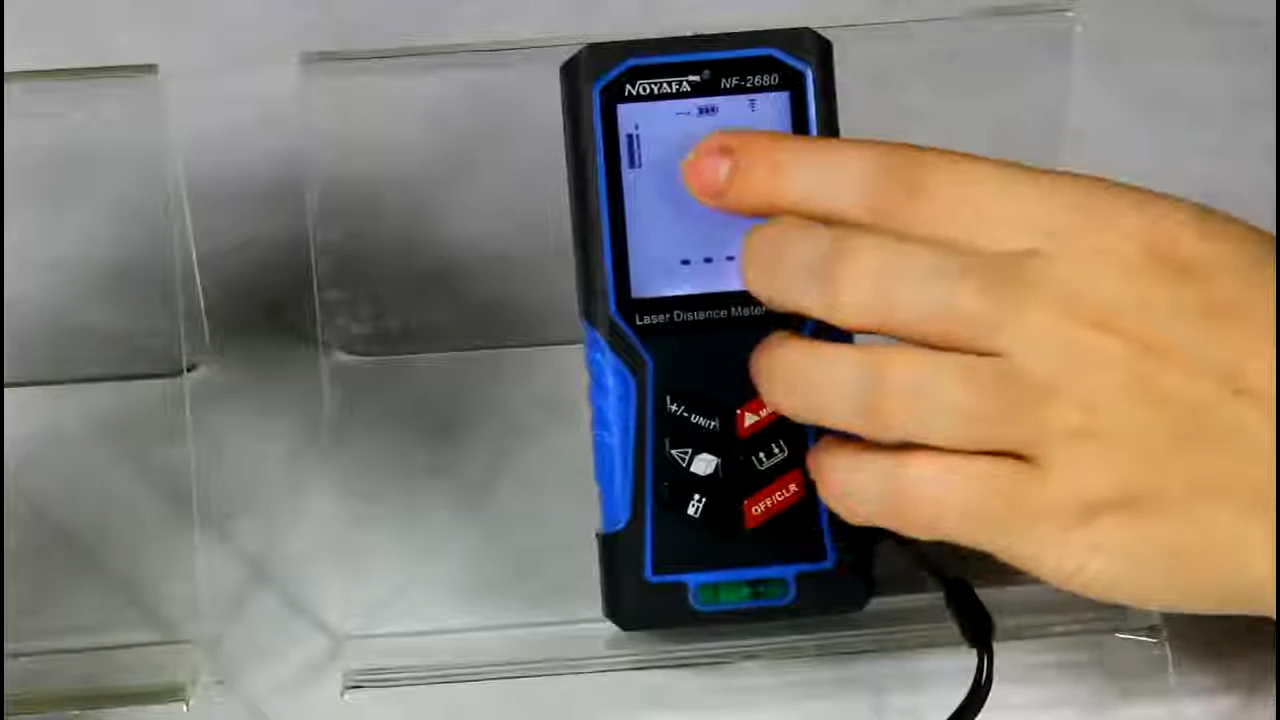 NOYAFA NF-2680
Laser Distance Meter
+/- UNIT
OFF/CLR